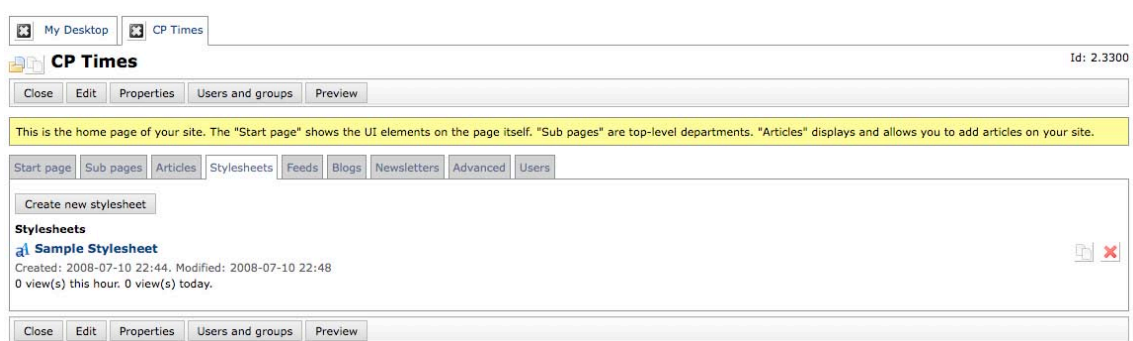 My Desktop CP Times
CP Times Id: 2.3300
Close Edit Properties Users and groups Preview
This is the home page of your site. The "Start page" shows the UI elements on the page itself. "Sub pages" are top-level departments. "Articles" displays and allows you to add articles on your site.
Start page Sub pages Articles Stylesheets Feeds Blogs Newsletters Advanced Users
Create new stylesheet
Stylesheets
Sample Stylesheet
Created: 2008-07-10 22:44. Modified: 2008-07-10 22:48
0 view(s) this hour. 0 view(s) today.
Close Edit Properties Users and groups Preview